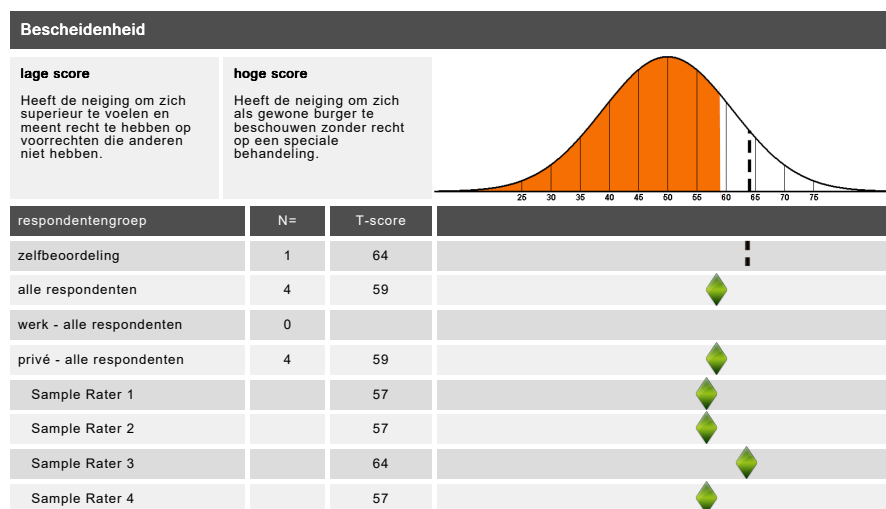 Bescheidenheid
lage score
Heeft de neiging om zich
superieur te voelen en
meent recht te hebben op
voorrechten die anderen
niet hebben.
hoge score
Heeft de neiging om zich
als gewone burger te
beschouwen zonder recht
op een speciale
behandeling.
25 30 35 40 45 50 55 60 65 70 75
respondentengroep N= T-score
zelfbeoordeling 1 64
alle respondenten 4 59
werk - alle respondenten 0
privé - alle respondenten 4 59
Sample Rater 1 57
Sample Rater 2 57
Sample Rater 3 64
Sample Rater 4 57